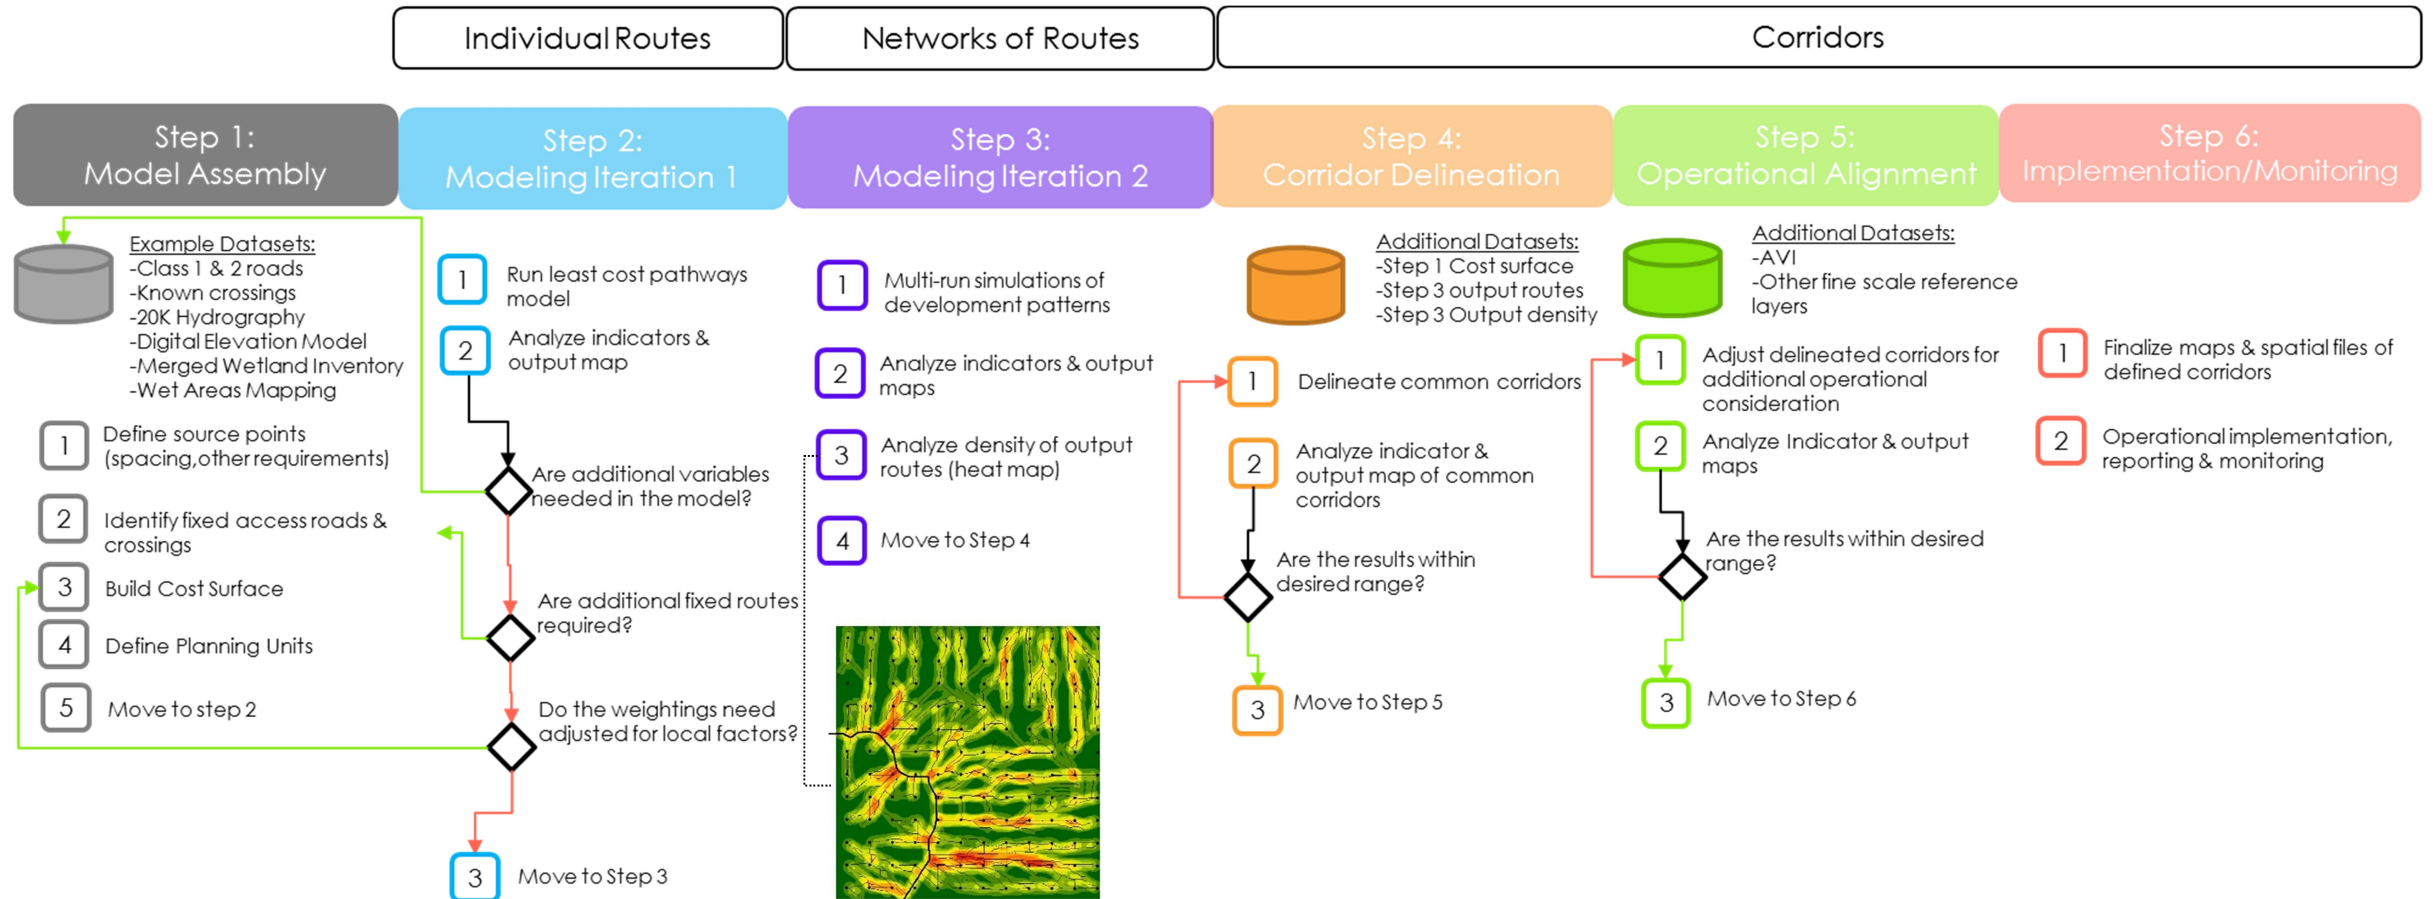 Individual Routes
Networks of Routes
Corridors
Step 1:
Model Assembly
Step 2:
Modeling Iteration 1
Step 3:
Modeling Iteration 2
Step 4:
Corridor Delineation
Step 5:
Operational Alignment
Step 6:
Implementation/Monitoring
Example Datasets:
-Class 1 & 2 roads
-Known crossings
-20K Hydrography
-Digital Elevation Model
-Merged Wetland Inventory
-Wet Areas Mapping
1
Define source points
(spacing,other requirements)
2
Identify fixed access roads &
crossings
3
Build Cost Surface
4
Define Planning Units
5
Move to step 2
1
Run least cost pathways
model
2
Analyze indicators &
output map
Are additional variables
needed in the model?
Are additional fixed routes
required?
Do the weightings need
adjusted for local factors?
3
Move to Step 3
1
Multi-run simulations of
development patterns
2
Analyze indicators & output
maps
3
Analyze density of output
routes (heat map)
4
Move to Step 4
Additional Datasets:
-Step 1 Cost surface
-Step 3 output routes
-Step 3 Output density
1
Delineate common corridors
2
Analyze indicator &
output map of common
corridors
Are the results within
desired range?
3
Move to Step 5
Additional Datasets:
-AVI
-Other fine scale reference
layers
1
Adjust delineated corridors for
additional operational
consideration
2
Analyze Indicator & output
maps
Are the results within desired
range?
3
Move to Step 6
1
Finalize maps & spatial files of
defined corridors
2
Operational implementation,
reporting & monitoring